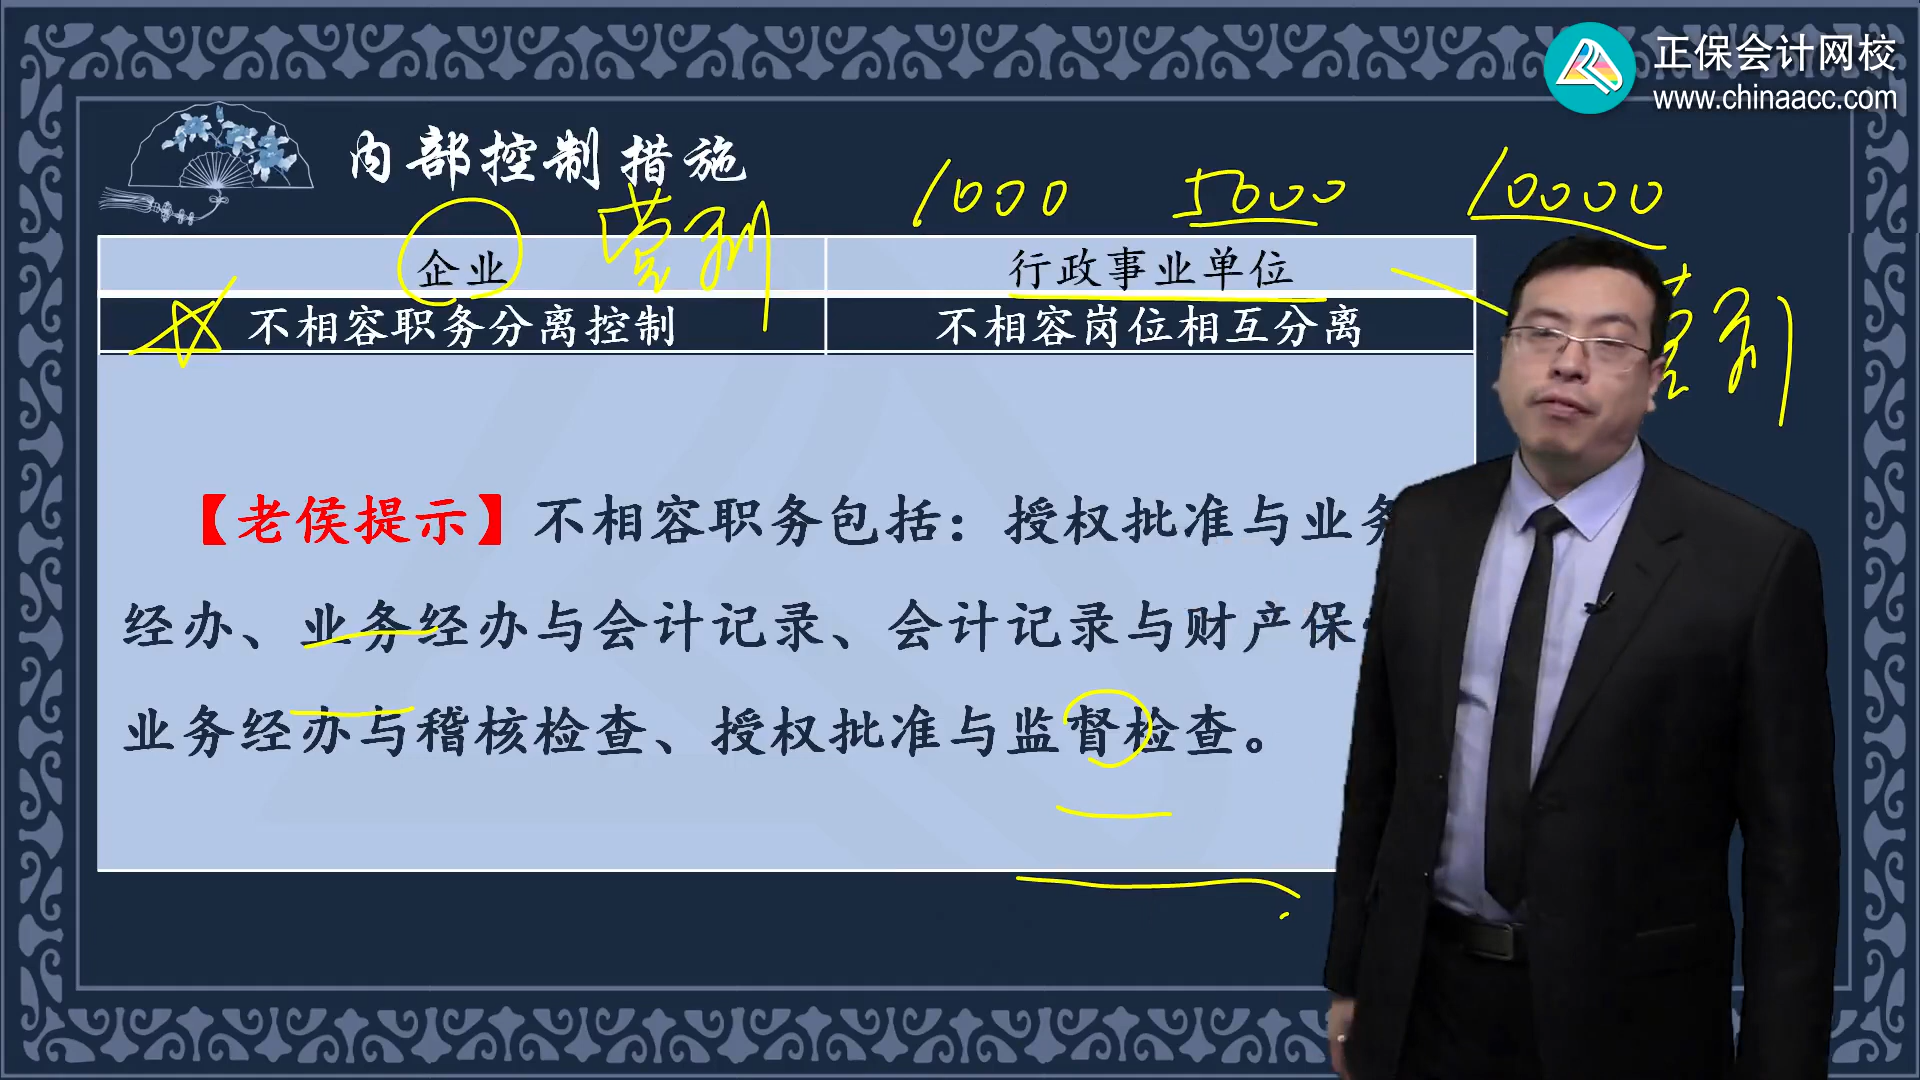 正保会计网校
www.chinaacc.com
内部控制措施
1000 5000 10000
企业 营利 行政事业单位
营利
不相容职务分离控制 不相容岗位相互分离
【老侯提示】不相容职务包括：授权批准与业务
经办、业务经办与会计记录、会计记录与财产保
业务经办与稽核检查、授权批准与监督检查。